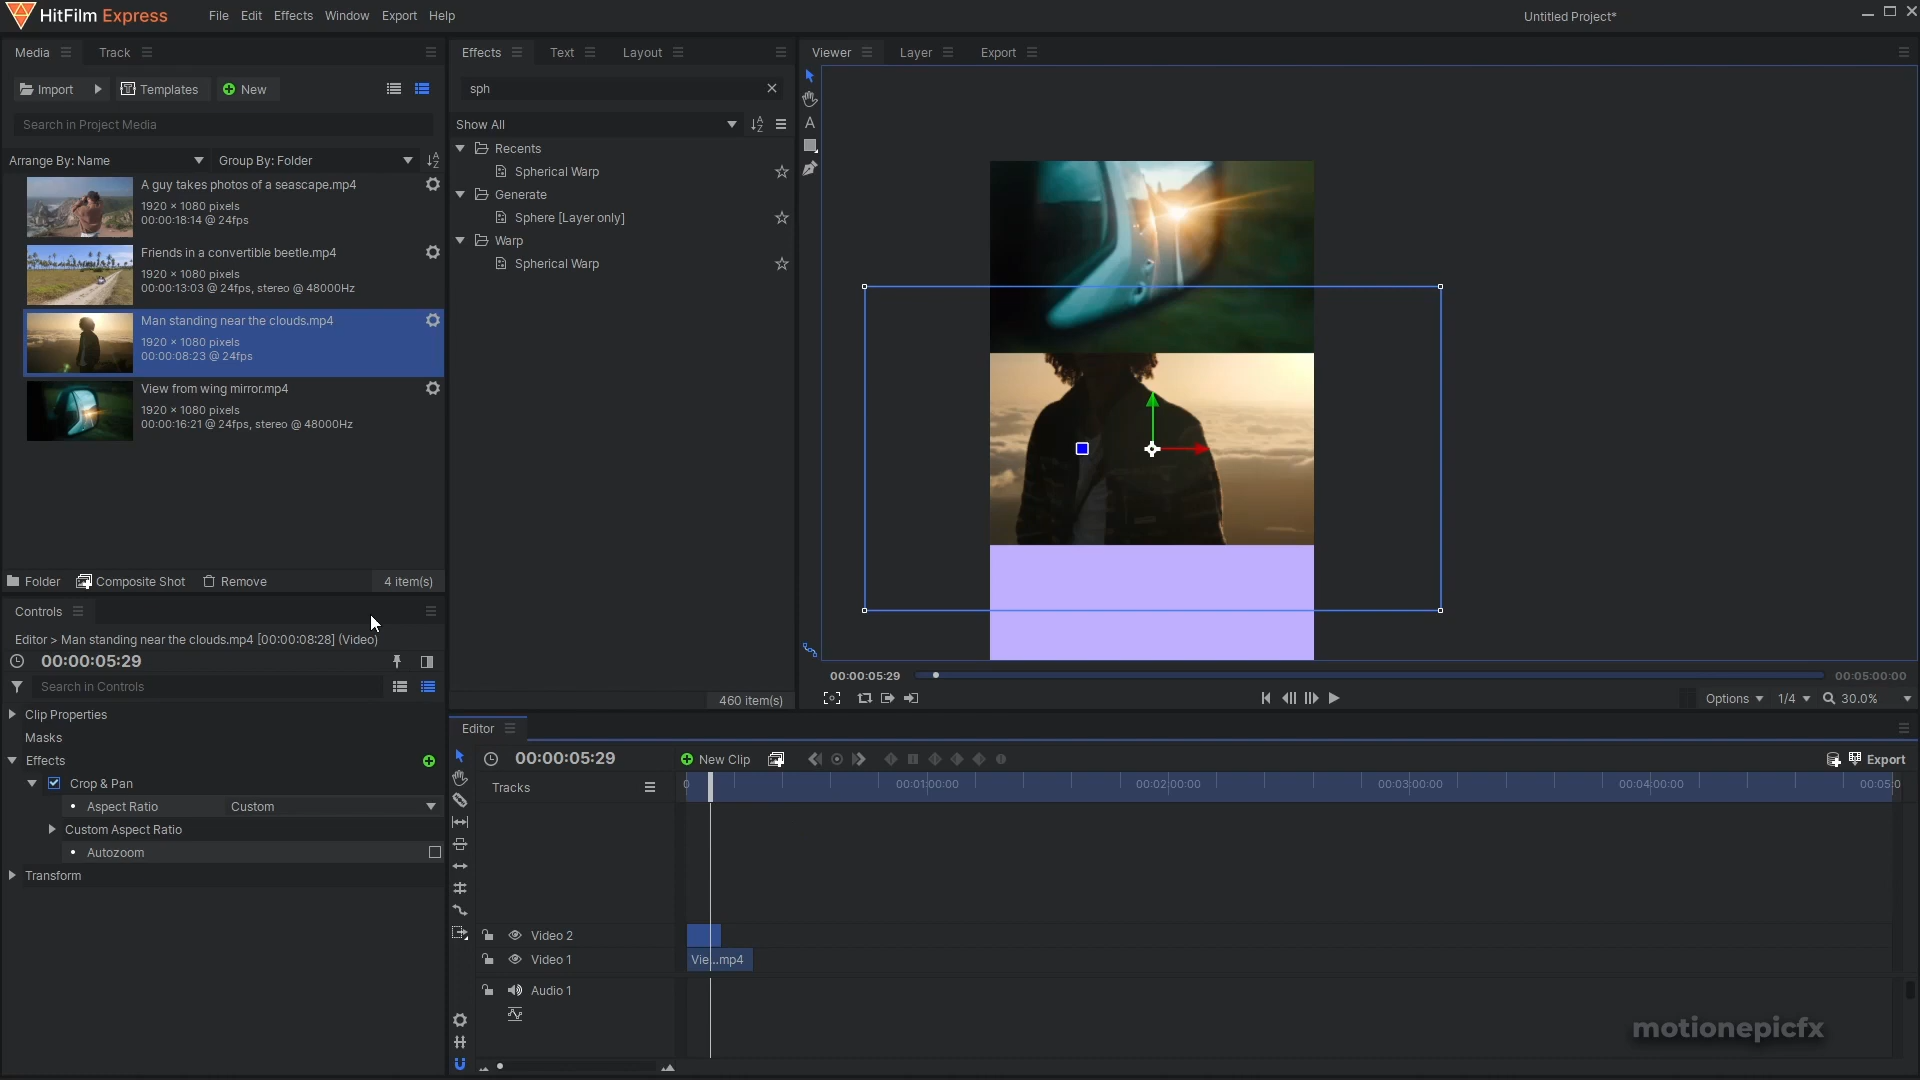 HitFilm Express
File Edit Effects Window Export Help
Untitled Project*
Media Track
Import Templates New
Search in Project Media
Arrange By: Name Group By: Folder
A guy takes photos of a seascape.mp4
1920 × 1080 pixels
00:00:18:14 @ 24fps
Friends in a convertible beetle.mp4
1920 × 1080 pixels
00:00:13:03 @ 24fps, stereo @ 48000Hz
Man standing near the clouds.mp4
1920 × 1080 pixels
00:00:08:23 @ 24fps
View from wing mirror.mp4
1920 × 1080 pixels
00:00:16:21 @ 24fps, stereo @ 48000Hz
Folder Composite Shot Remove 4 item(s)
Controls
Editor > Man standing near the clouds.mp4 [00:00:08:28] (Video)
00:00:05:29
Search in Controls
Clip Properties
Masks
Effects
Crop & Pan
Aspect Ratio Custom
Custom Aspect Ratio
Autozoom
Transform
Effects Text Layout
sph
Show All
Recents
Spherical Warp
Generate
Sphere [Layer only]
Warp
Spherical Warp
460 item(s)
Viewer Layer Export
A
00:00:05:29 00:05:00:00
Options 1/4 30.0%
Editor
00:00:05:29 New Clip Export
Tracks 0 00:01:00:00 00:02:00:00 00:03:00:00 00:04:00:00 00:05:0
Video 2
Video 1 Vie...mp4
Audio 1
motionepicfx